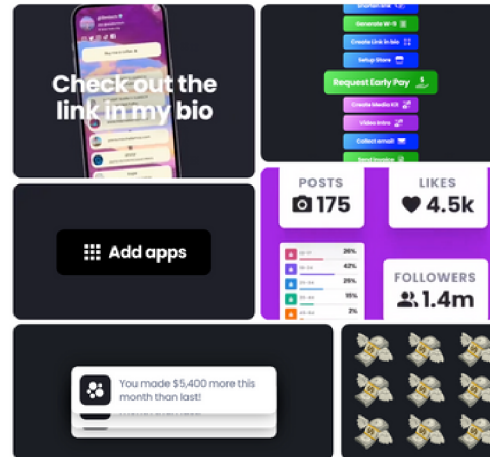 Check out the
link in my bio
Generate W-9
Create Link in bio
Setup Store
Request Early Pay
Create Media Kit
Video Intro
Collect email
Send Invoice
Add apps
POSTS
175
LIKES
4.5k
26%
42%
25%
15%
2%
FOLLOWERS
1.4m
You made $5,400 more this
month than last!